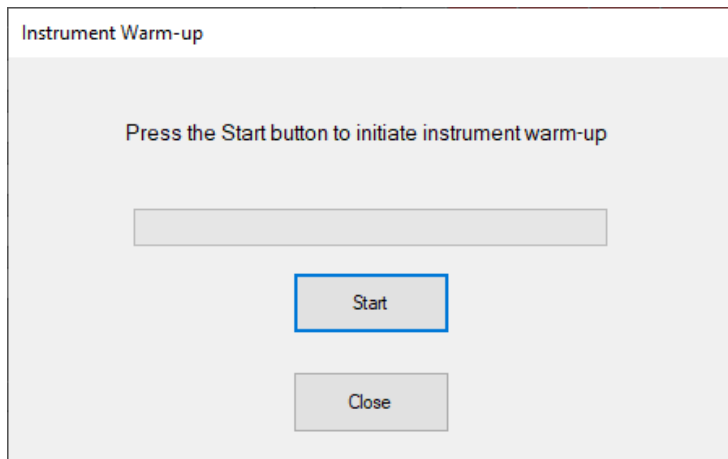 Instrument Warm-up
Press the Start button to initiate instrument warm-up
Start
Close